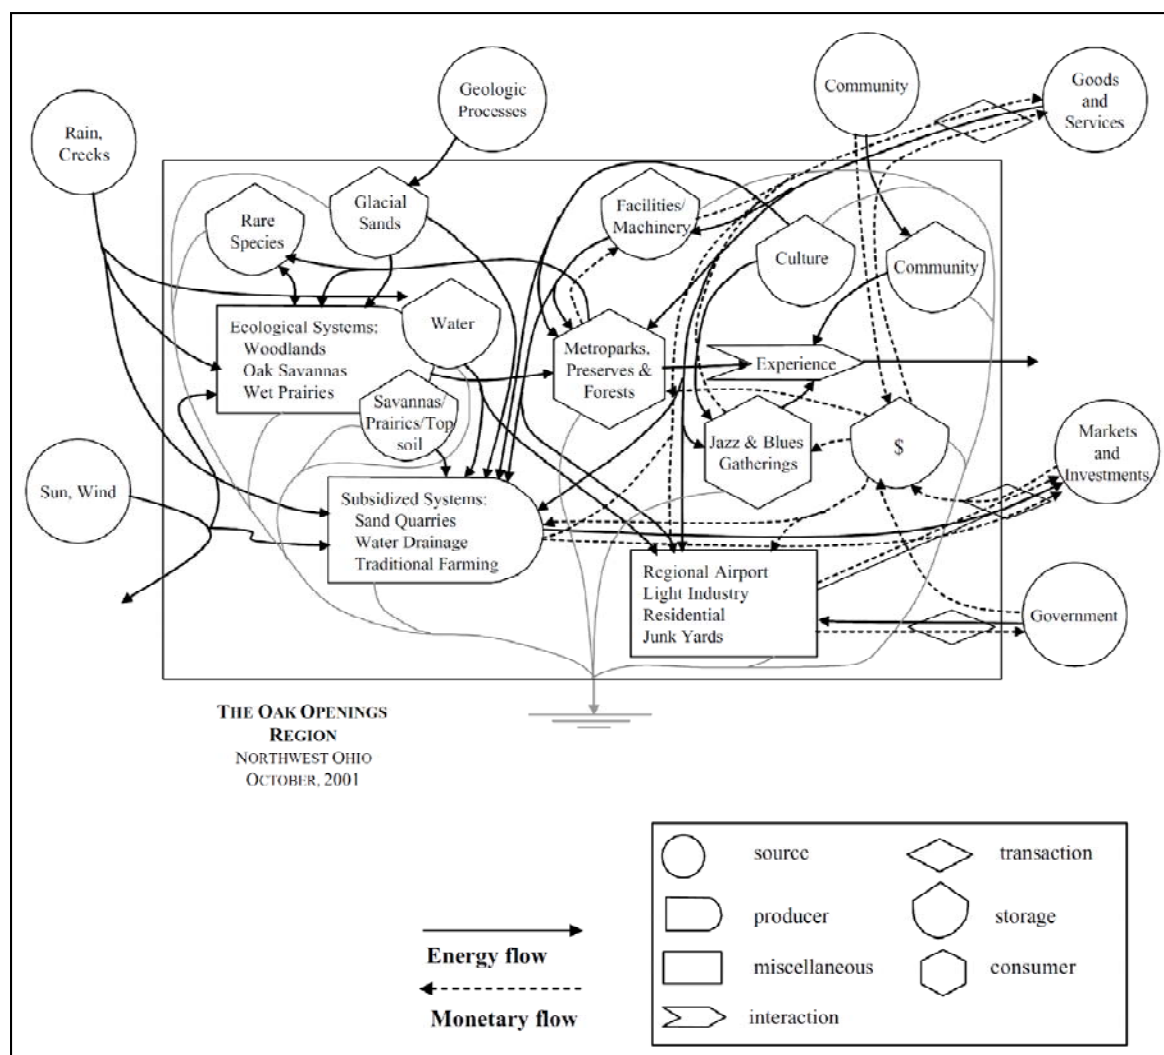 Geologic
Processes
Community
Goods
and
Services
Rain,
Creeks
Glacial
Sands
Facilities/
Machinery
Rare
Species
Culture
Community
Water
Ecological Systems:
Woodlands
Oak Savannas
Wet Prairies
Metroparks,
Preserves &
Forests
Experience
Savannas/
Prairies/Top
soil
Jazz & Blues
Gatherings
$
Markets
and
Investments
Sun, Wind
Subsidized Systems:
Sand Quarries
Water Drainage
Traditional Farming
Regional Airport
Light Industry
Residential
Junk Yards
Government
THE OAK OPENINGS
REGION
NORTHWEST OHIO
OCTOBER, 2001
source
transaction
producer
storage
miscellaneous
consumer
interaction
Energy flow
Monetary flow